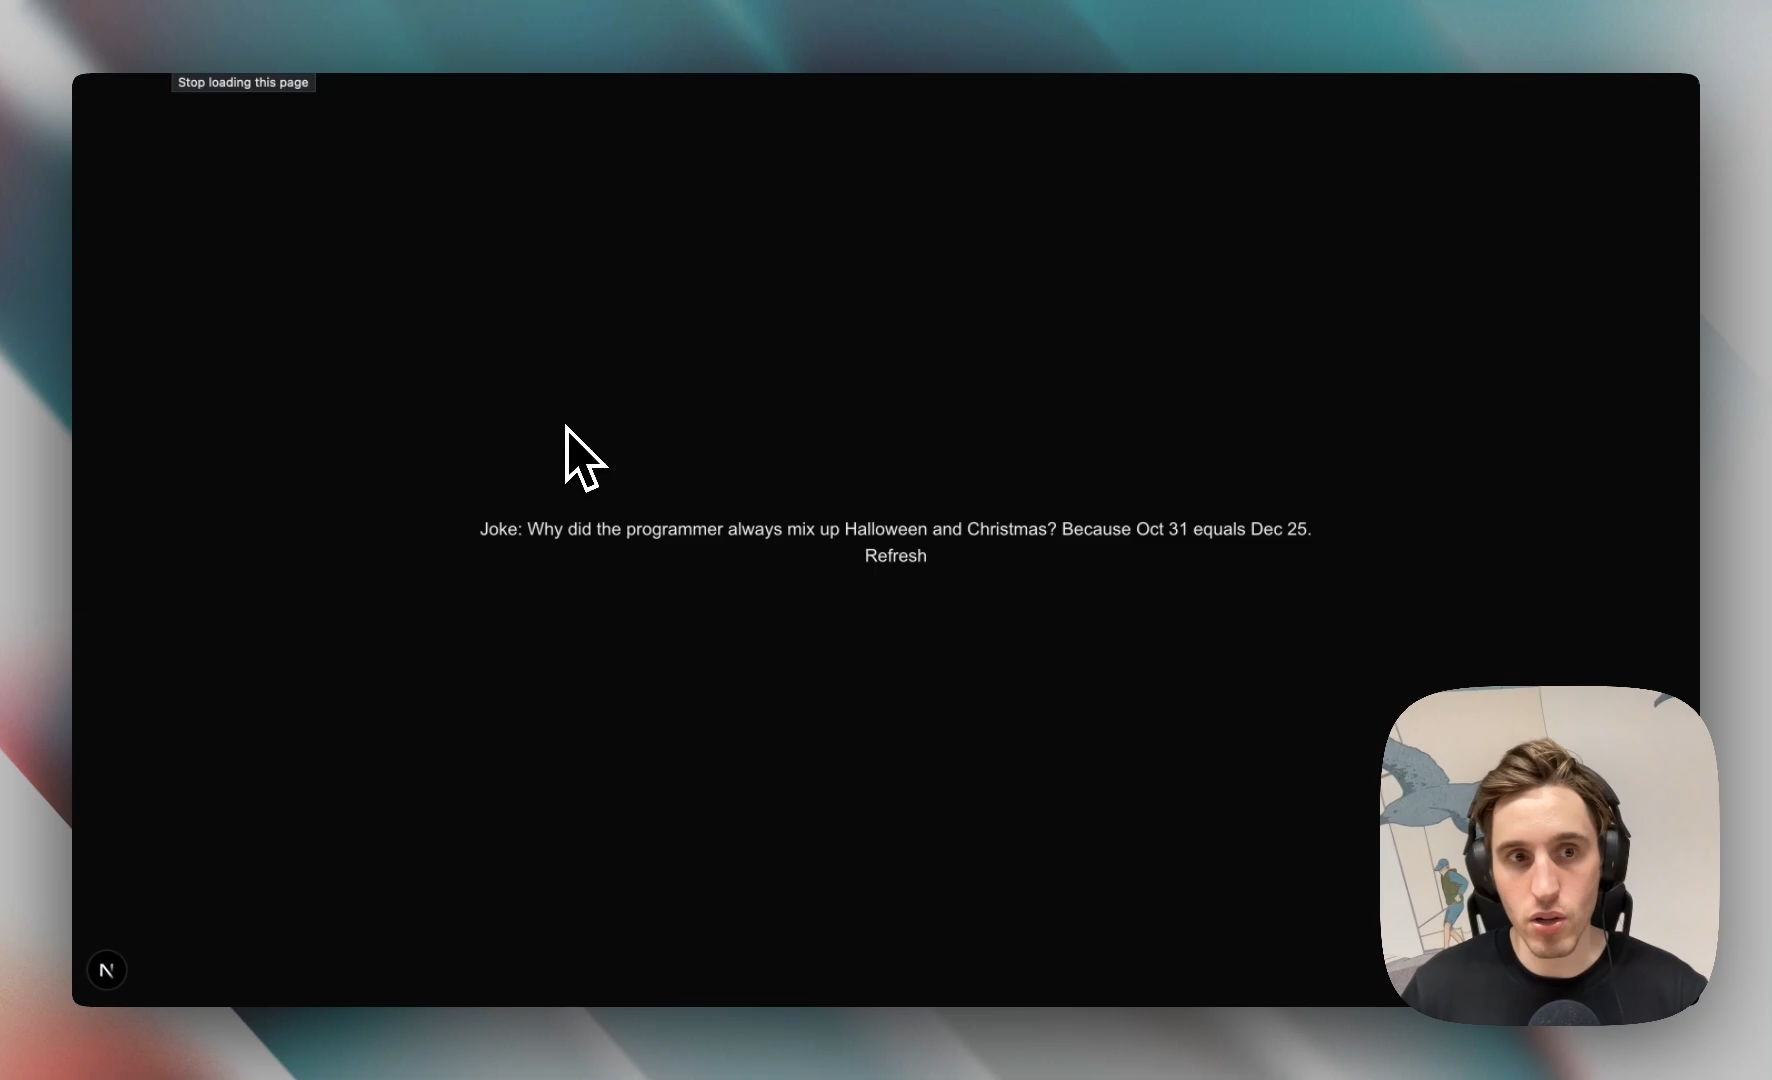 Stop loading this page
Joke: Why did the programmer always mix up Halloween and Christmas? Because Oct 31 equals Dec 25.
Refresh
N